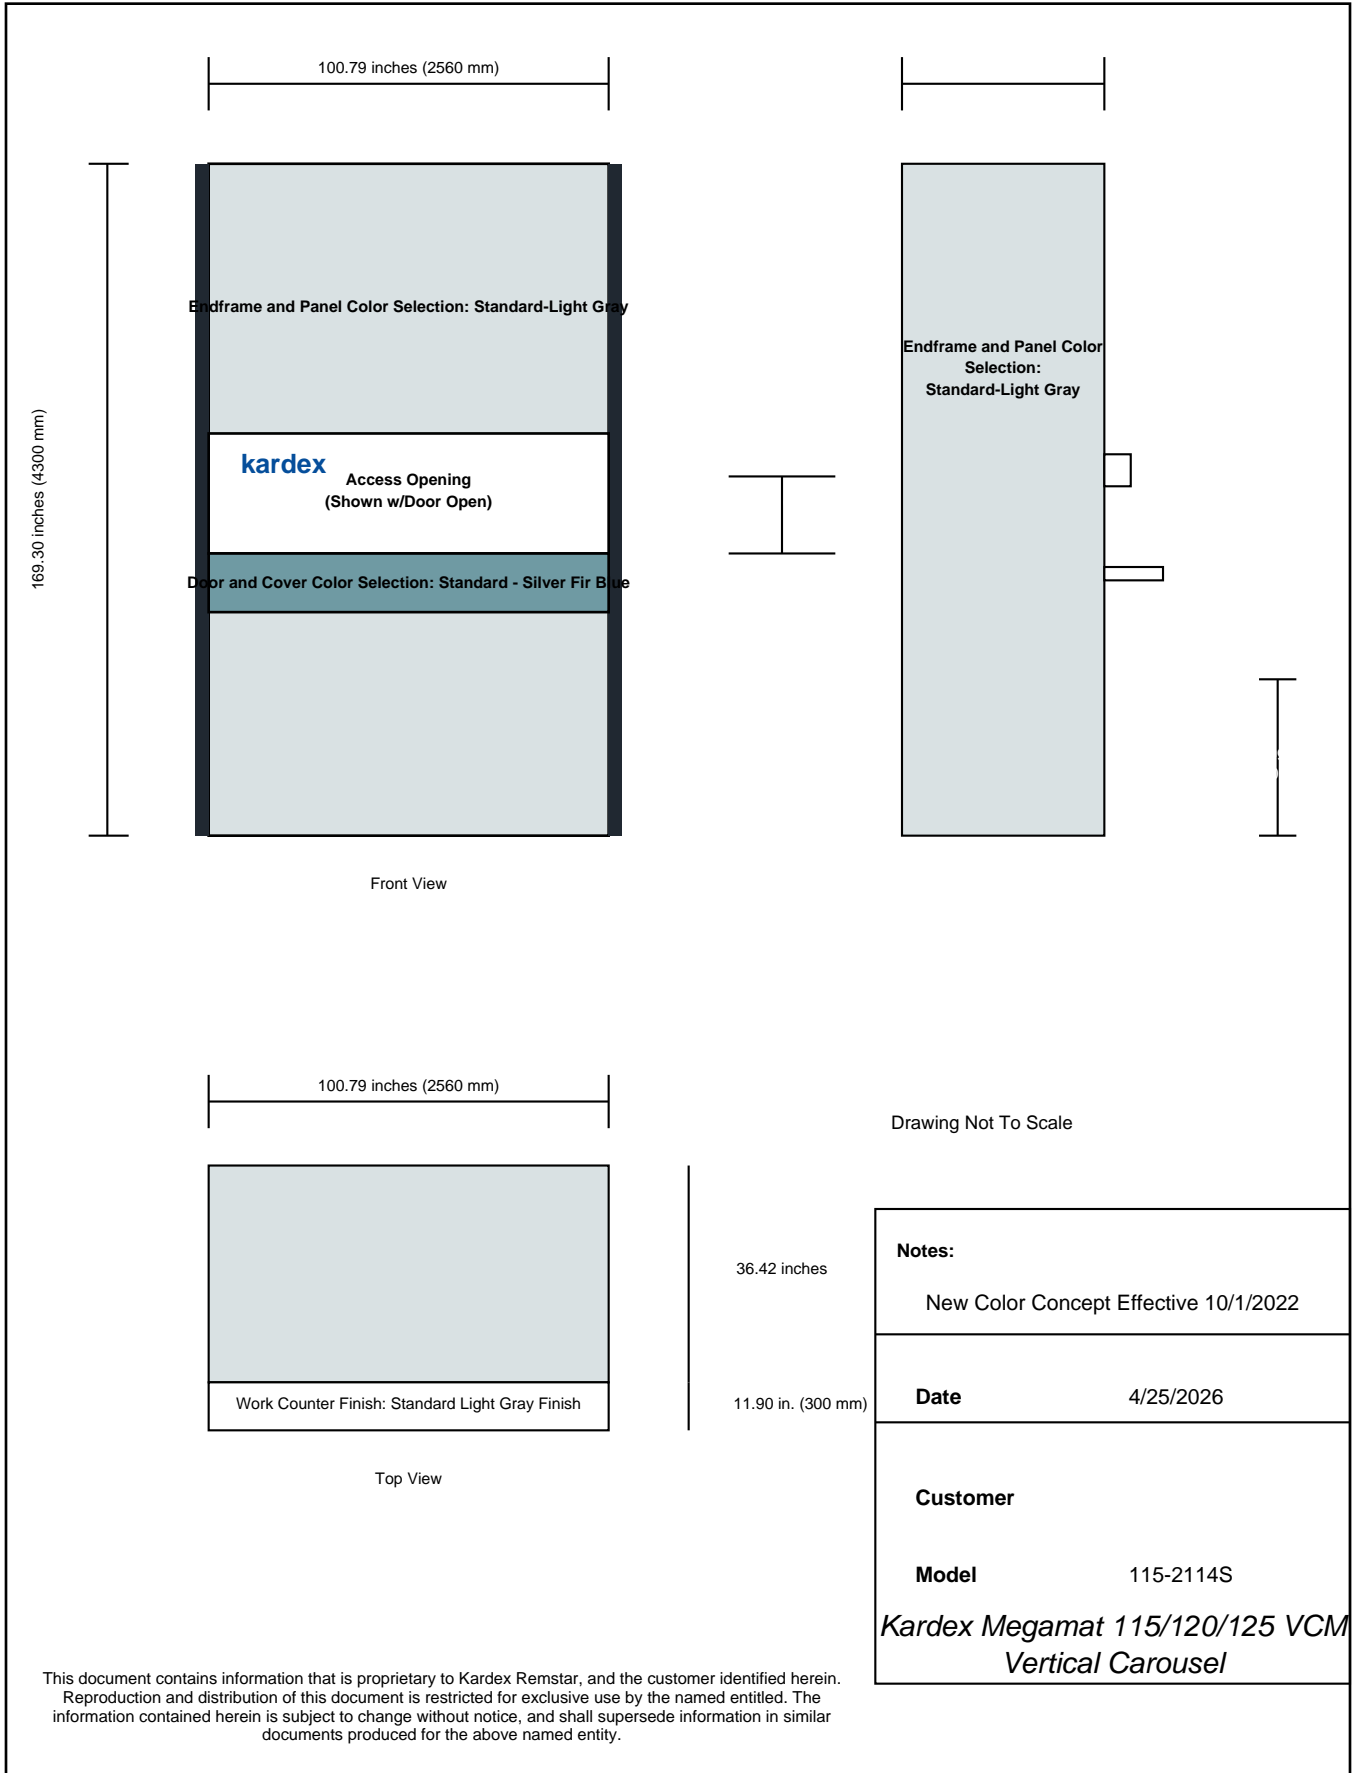 100.79 inches (2560 mm)
169.30 inches (4300 mm)
Endframe and Panel Color Selection: Standard-Light Gray
Endframe and Panel Color
Selection:
Standard-Light Gray
kardex
Access Opening
(Shown w/Door Open)
Door and Cover Color Selection: Standard - Silver Fir Blue
Front View
100.79 inches (2560 mm)
Drawing Not To Scale
36.42 inches
Work Counter Finish: Standard Light Gray Finish
11.90 in. (300 mm)
Top View
Notes:
New Color Concept Effective 10/1/2022
Date 4/25/2026
Customer
Model 115-2114S
Kardex Megamat 115/120/125 VCM
Vertical Carousel
This document contains information that is proprietary to Kardex Remstar, and the customer identified herein.
Reproduction and distribution of this document is restricted for exclusive use by the named entitled. The
information contained herein is subject to change without notice, and shall supersede information in similar
documents produced for the above named entity.